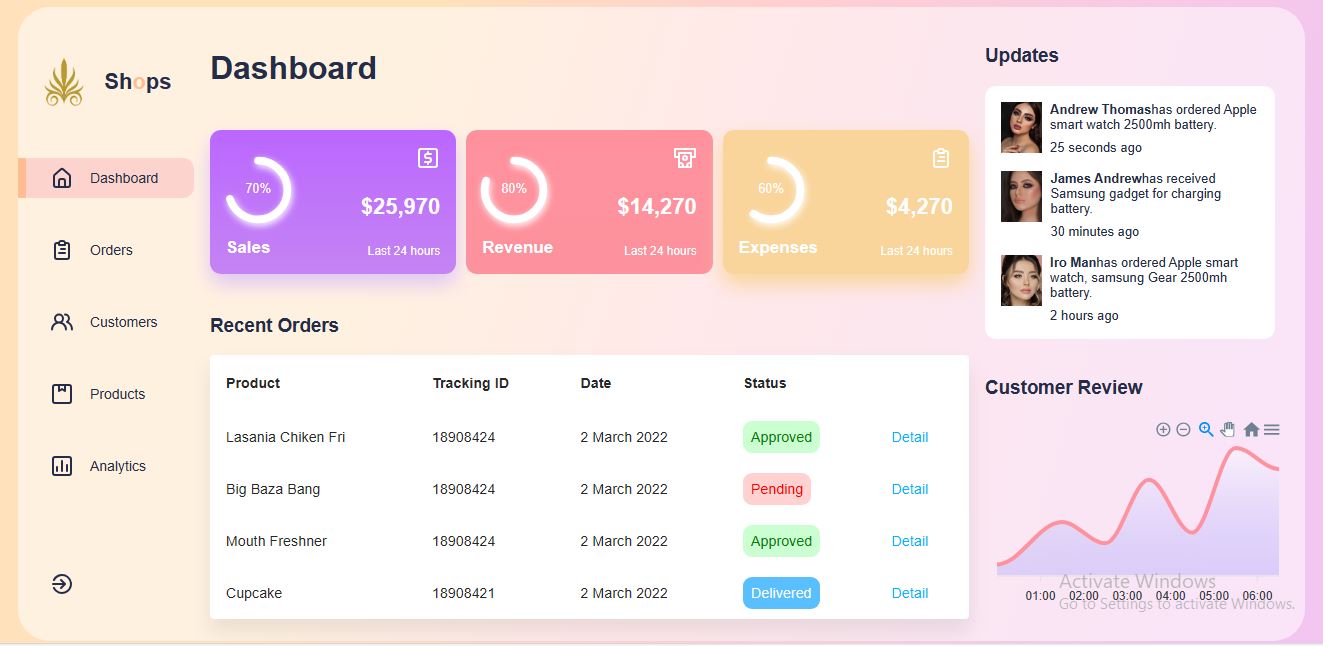 Shops
Dashboard
Orders
Customers
Products
Analytics
Dashboard
70%
$25,970
Sales
Last 24 hours
80%
$14,270
Revenue
Last 24 hours
60%
$4,270
Expenses
Last 24 hours
Recent Orders
Product Tracking ID Date Status
Lasania Chiken Fri 18908424 2 March 2022 Approved Detail
Big Baza Bang 18908424 2 March 2022 Pending Detail
Mouth Freshner 18908424 2 March 2022 Approved Detail
Cupcake 18908421 2 March 2022 Delivered Detail
Updates
Andrew Thomashas ordered Apple
smart watch 2500mh battery.
25 seconds ago
James Andrewhas received
Samsung gadget for charging
battery.
30 minutes ago
Iro Manhas ordered Apple smart
watch, samsung Gear 2500mh
battery.
2 hours ago
Customer Review
01:00 02:00 03:00 04:00 05:00 06:00
Activate Windows
Go to Settings to activate Windows.